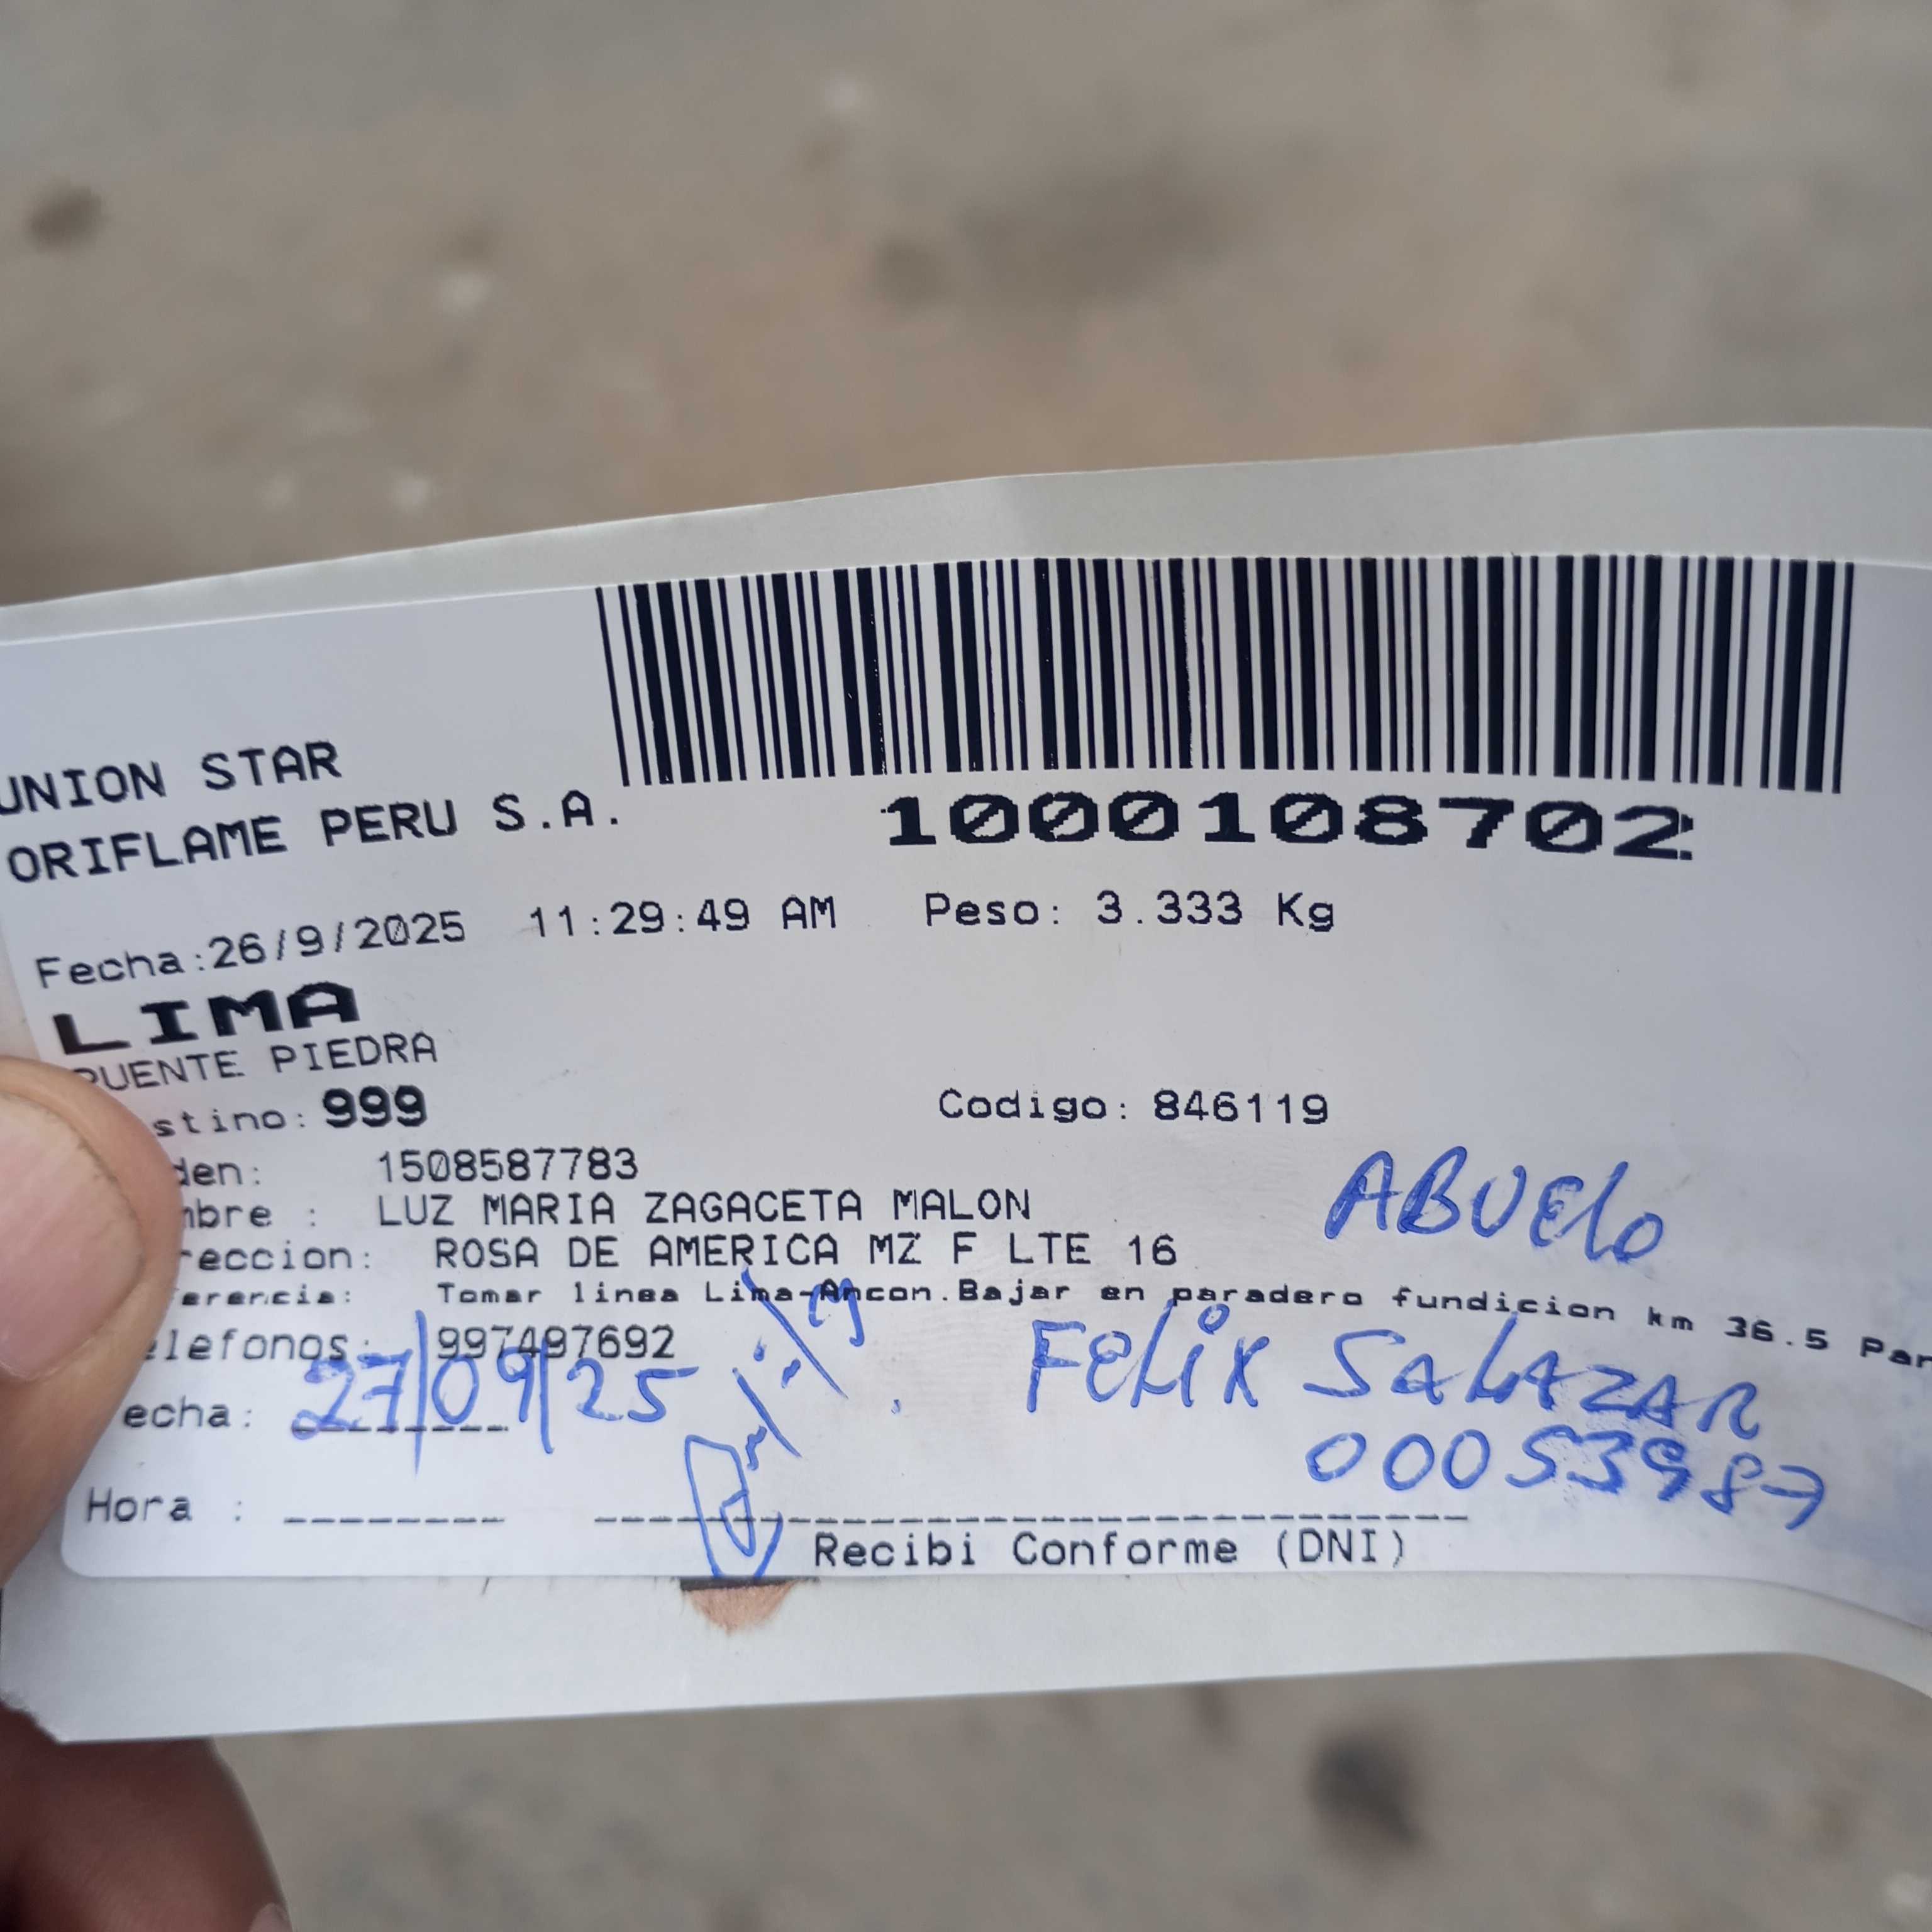 UNION STAR
ORIFLAME PERU S.A.
1000108702
Fecha:26/9/2025 11:29:49 AM Peso: 3.333 Kg
LIMA
PUENTE PIEDRA
stino: 999 Codigo: 846119
den: 1508587783
mbre : LUZ MARIA ZAGACETA MALON
ABUElo
reccion: ROSA DE AMERICA MZ F LTE 16
erencia: Tomar linea Lima-Ancon.Bajar en paradero fundicion km 36.5 Par
elefonos: 997497692
FELiX SALAZAR
echa: 27/09/25
00053987
Hora :
Recibi Conforme (DNI)